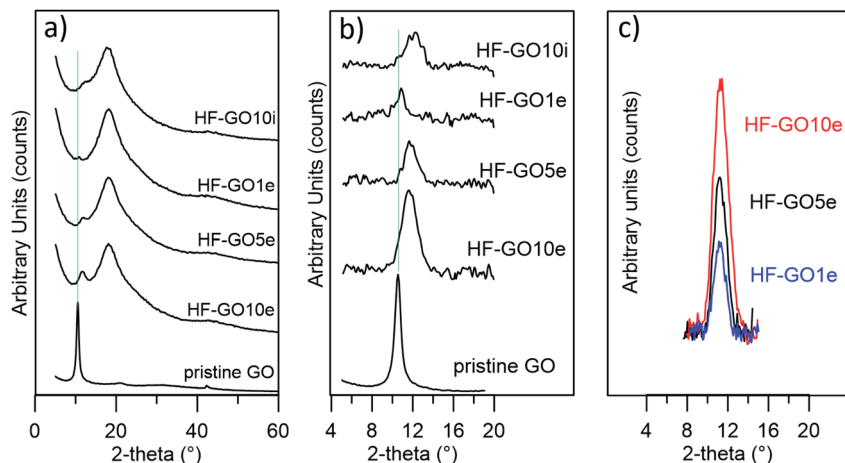 a)
Arbitrary Units (counts)
HF-GO10i
HF-GO1e
HF-GO5e
HF-GO10e
pristine GO
0 20 40 60
2-theta (°)
b)
Arbitrary Units (counts)
HF-GO10i
HF-GO1e
HF-GO5e
HF-GO10e
pristine GO
4 8 12 16 20
2-theta (°)
c)
Arbitrary units (counts)
HF-GO10e
HF-GO5e
HF-GO1e
4 8 12 16 20
2-theta (°)